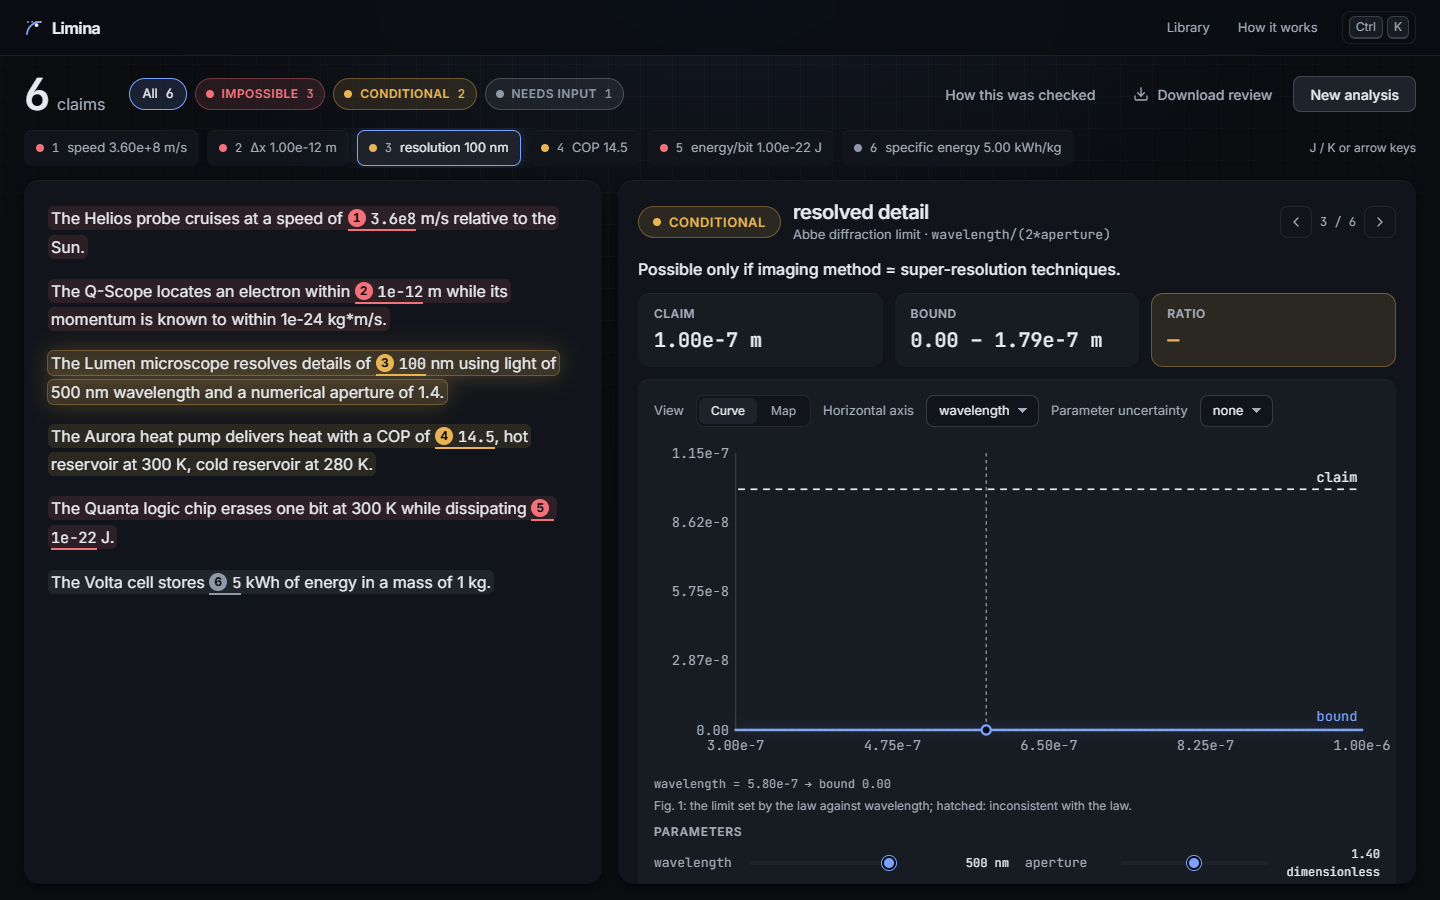 Limina
Library
How it works
Ctrl K
6 claims
All 6
IMPOSSIBLE 3
CONDITIONAL 2
NEEDS INPUT 1
How this was checked
Download review
New analysis
1 speed 3.60e+8 m/s
2 Δx 1.00e-12 m
3 resolution 100 nm
4 COP 14.5
5 energy/bit 1.00e-22 J
6 specific energy 5.00 kWh/kg
J / K or arrow keys
The Helios probe cruises at a speed of 1 3.6e8 m/s relative to the
Sun.
The Q-Scope locates an electron within 2 1e-12 m while its
momentum is known to within 1e-24 kg*m/s.
The Lumen microscope resolves details of 3 100 nm using light of
500 nm wavelength and a numerical aperture of 1.4.
The Aurora heat pump delivers heat with a COP of 4 14.5, hot
reservoir at 300 K, cold reservoir at 280 K.
The Quanta logic chip erases one bit at 300 K while dissipating 5
1e-22 J.
The Volta cell stores 6 5 kWh of energy in a mass of 1 kg.
CONDITIONAL
resolved detail
Abbe diffraction limit · wavelength/(2*aperture)
3 / 6
Possible only if imaging method = super-resolution techniques.
CLAIM
1.00e-7 m
BOUND
0.00 – 1.79e-7 m
RATIO
—
View
Curve
Map
Horizontal axis
wavelength
Parameter uncertainty
none
1.15e-7
claim
8.62e-8
5.75e-8
2.87e-8
bound
0.00
3.00e-7 4.75e-7 6.50e-7 8.25e-7 1.00e-6
wavelength = 5.80e-7 → bound 0.00
Fig. 1: the limit set by the law against wavelength; hatched: inconsistent with the law.
PARAMETERS
wavelength
500 nm
aperture
1.40
dimensionless